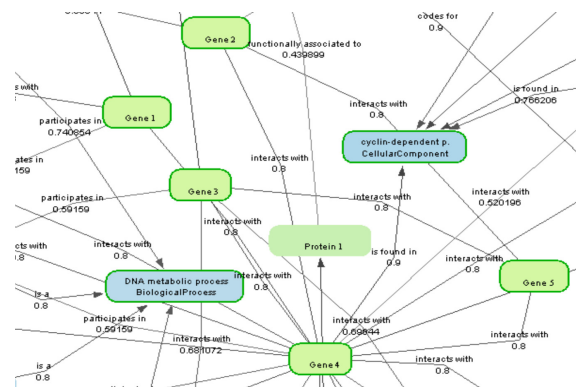 codes for
0.9
Gene 2
functionally associated to
0.439899
s with
is found in
0.766206
interacts with
0.8
Gene 1
participates in
0.740854
cyclin-dependent p.
CellularComponent
ates in
159
interacts with
0.8
Gene 3
participates in
0.59159
interacts with
0.8
interacts with
0.520196
interacts with
0.8
cts with
0.8
interacts with
0.8
Protein 1
is found in
0.9
interacts with
0.8
DNA metabolic process
BiologicalProcess
interacts with
0.8
Gene 5
is a
0.8
participates in
0.59159
0.69844
interacts with
0.681072
interacts with
0.8
Gene 4
is a
0.8
interacts with
0.8